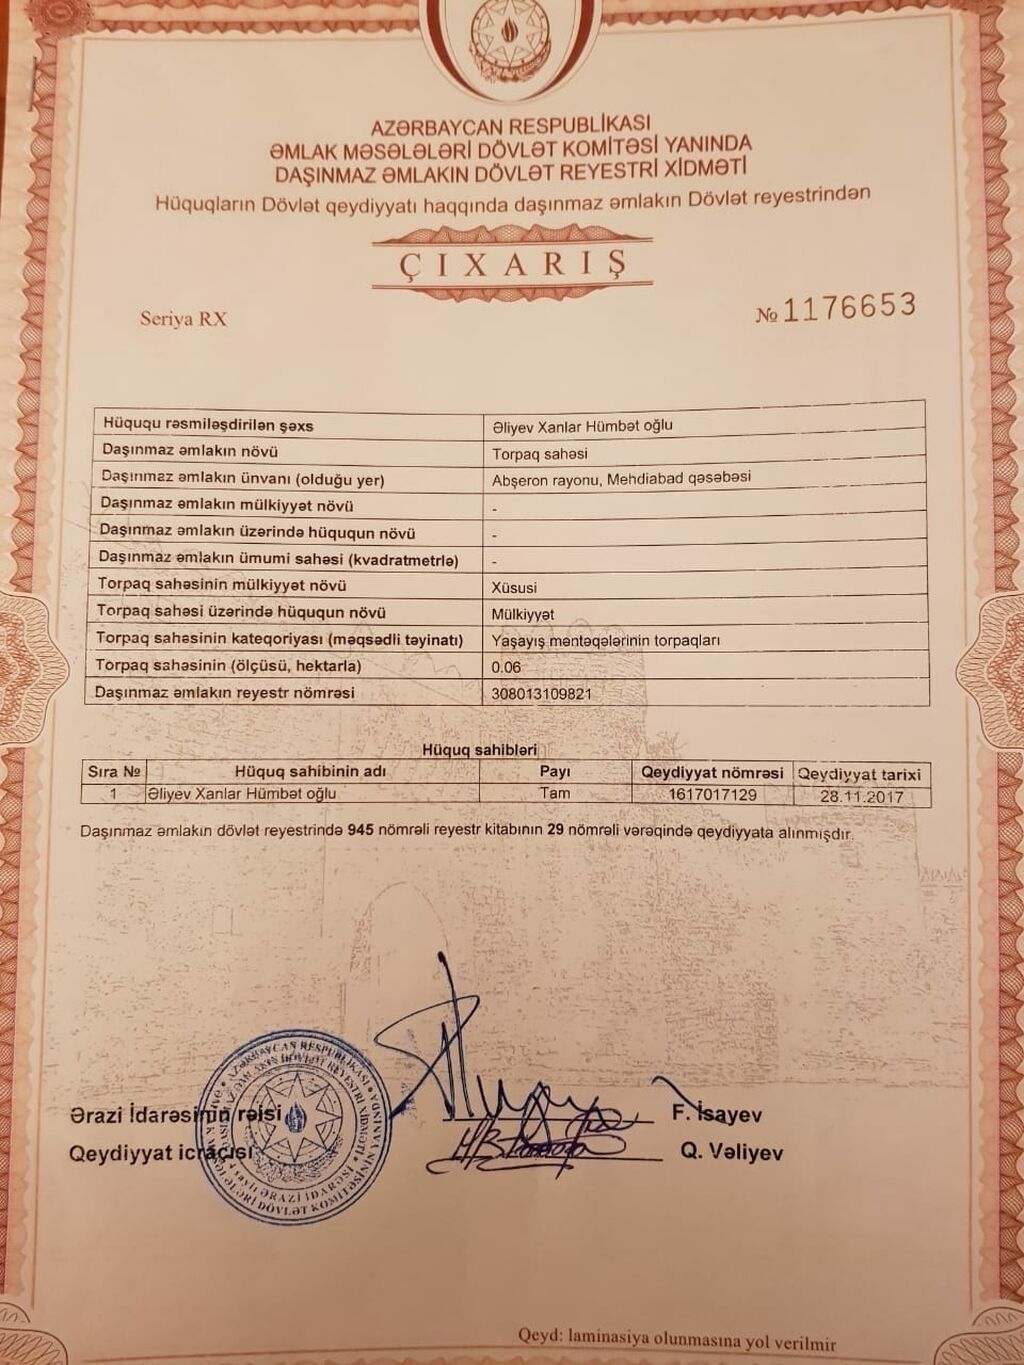 AZƏRBAYCAN RESPUBLİKASI
ƏMLAK MƏSƏLƏLƏRİ DÖVLƏT KOMİTƏSİ YANINDA
DAŞINMAZ ƏMLAKIN DÖVLƏT REYESTRİ XİDMƏTİ
Hüquqların Dövlət qeydiyyatı haqqında daşınmaz əmlakın Dövlət reyestrindən
ÇIXARIŞ
Seriya RX № 1176653
Hüququ rəsmiləşdirilən şəxs Əliyev Xanlar Hümbət oğlu
Daşınmaz əmlakın növü Torpaq sahəsi
Daşınmaz əmlakın ünvanı (olduğu yer) Abşeron rayonu, Mehdiabad qəsəbəsi
Daşınmaz əmlakın mülkiyyət növü -
Daşınmaz əmlakın üzərində hüququn növü -
Daşınmaz əmlakın ümumi sahəsi (kvadratmetrlə) -
Torpaq sahəsinin mülkiyyət növü Xüsusi
Torpaq sahəsi üzərində hüququn növü Mülkiyyət
Torpaq sahəsinin kateqoriyası (məqsədli təyinatı) Yaşayış məntəqələrinin torpaqları
Torpaq sahəsinin (ölçüsü, hektarla) 0.06
Daşınmaz əmlakın reyestr nömrəsi 308013109821
Hüquq sahibləri
Sıra № Hüquq sahibinin adı Payı Qeydiyyat nömrəsi Qeydiyyat tarixi
1 Əliyev Xanlar Hümbət oğlu Tam 1617017129 28.11.2017
Daşınmaz əmlakın dövlət reyestrində 945 nömrəli reyestr kitabının 29 nömrəli vərəqində qeydiyyata alınmışdır.
Ərazi İdarəsinin rəisi F. İsayev
Qeydiyyat icraçısı Q. Vəliyev
Qeyd: laminasiya olunmasına yol verilmir